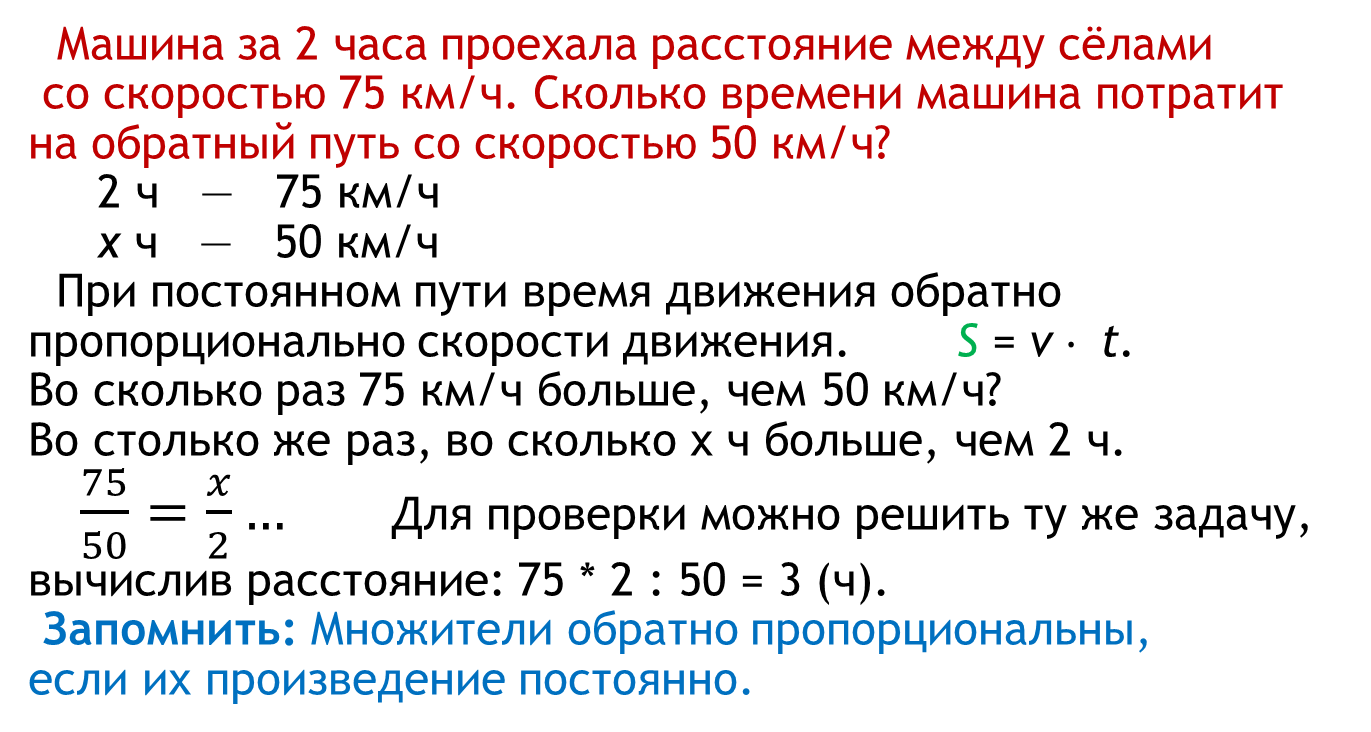 Машина за 2 часа проехала расстояние между сёлами
со скоростью 75 км/ч. Сколько времени машина потратит
на обратный путь со скоростью 50 км/ч?
2 ч — 75 км/ч
x ч — 50 км/ч
При постоянном пути время движения обратно
пропорционально скорости движения. S = v · t.
Во сколько раз 75 км/ч больше, чем 50 км/ч?
Во столько же раз, во сколько x ч больше, чем 2 ч.
75/50 = x/2 ... Для проверки можно решить ту же задачу,
вычислив расстояние: 75 * 2 : 50 = 3 (ч).
Запомнить: Множители обратно пропорциональны,
если их произведение постоянно.